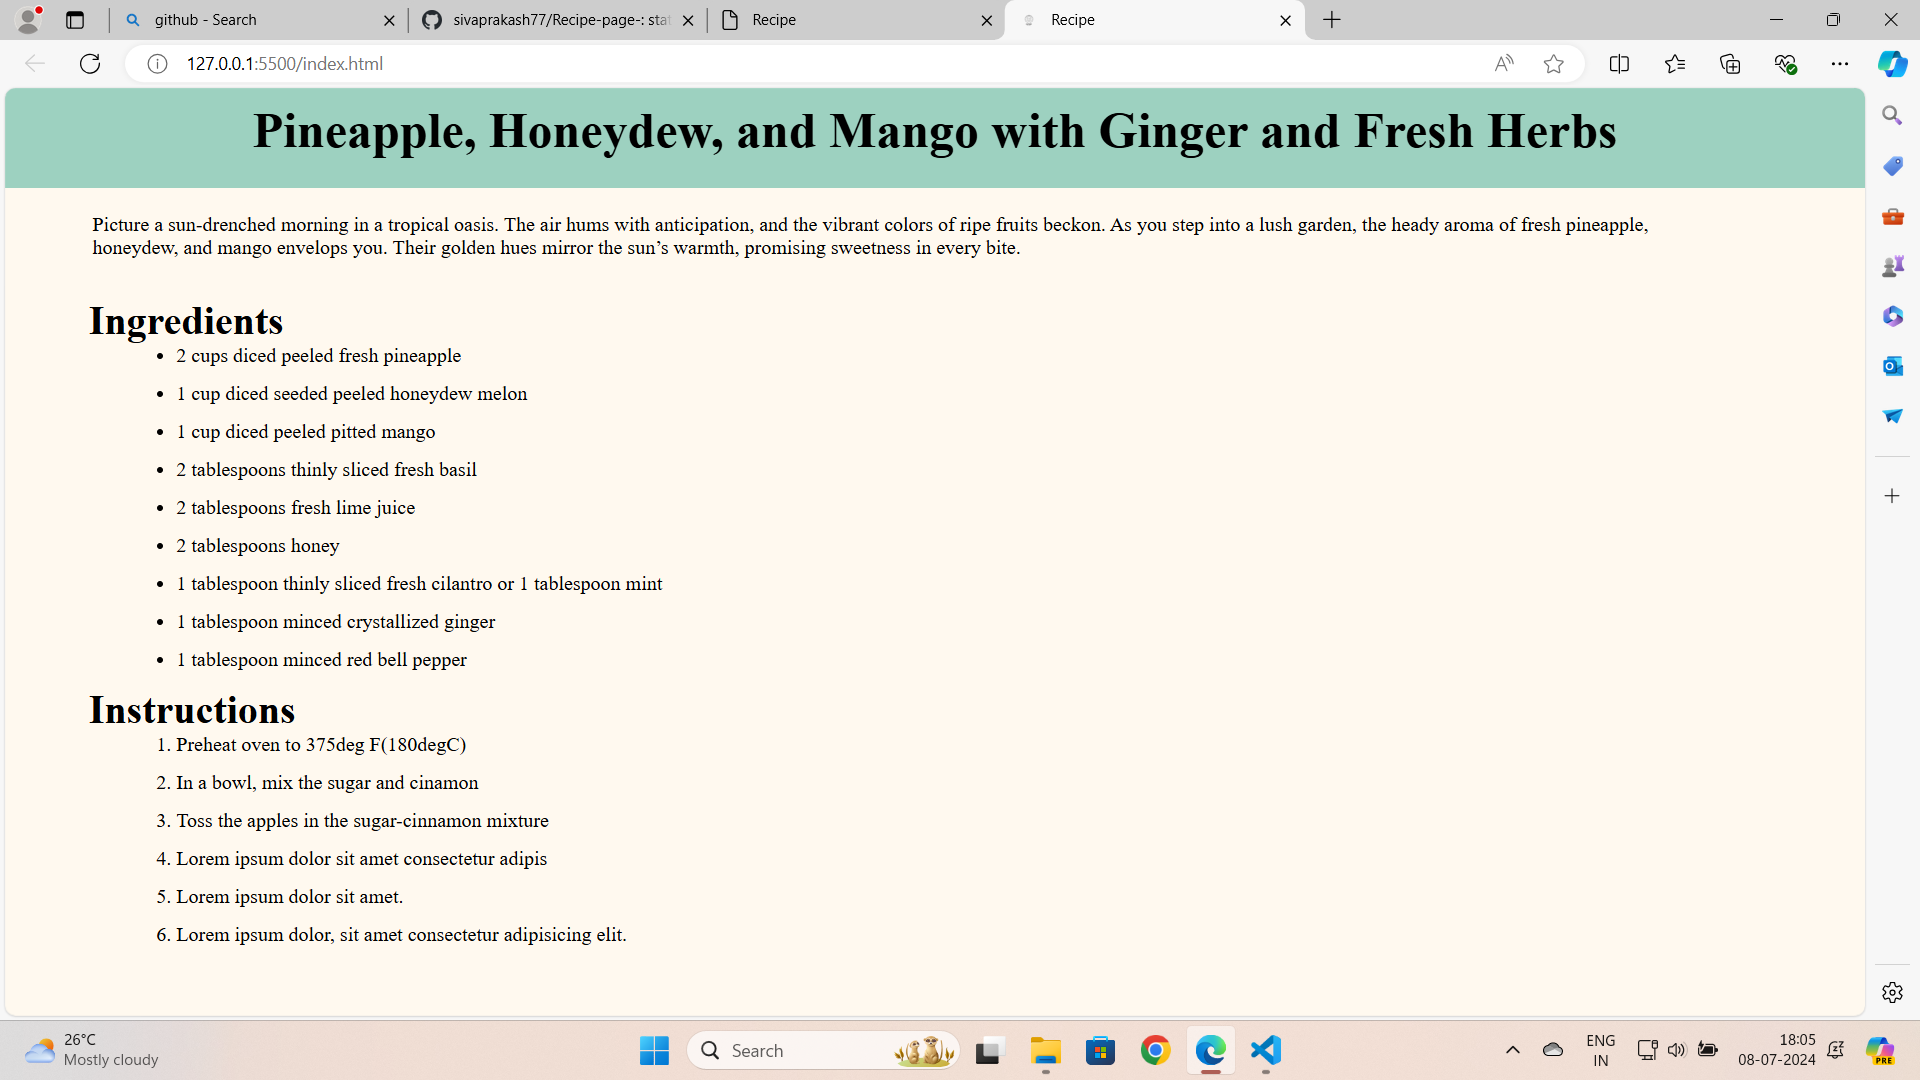 github - Search
sivaprakash77/Recipe-page-: stat
Recipe
Recipe
127.0.0.1:5500/index.html
Pineapple, Honeydew, and Mango with Ginger and Fresh Herbs
Picture a sun-drenched morning in a tropical oasis. The air hums with anticipation, and the vibrant colors of ripe fruits beckon. As you step into a lush garden, the heady aroma of fresh pineapple,
honeydew, and mango envelops you. Their golden hues mirror the sun’s warmth, promising sweetness in every bite.
Ingredients
• 2 cups diced peeled fresh pineapple
• 1 cup diced seeded peeled honeydew melon
• 1 cup diced peeled pitted mango
• 2 tablespoons thinly sliced fresh basil
• 2 tablespoons fresh lime juice
• 2 tablespoons honey
• 1 tablespoon thinly sliced fresh cilantro or 1 tablespoon mint
• 1 tablespoon minced crystallized ginger
• 1 tablespoon minced red bell pepper
Instructions
1. Preheat oven to 375deg F(180degC)
2. In a bowl, mix the sugar and cinamon
3. Toss the apples in the sugar-cinnamon mixture
4. Lorem ipsum dolor sit amet consectetur adipis
5. Lorem ipsum dolor sit amet.
6. Lorem ipsum dolor, sit amet consectetur adipisicing elit.
26°C
Mostly cloudy
Search
ENG
IN
18:05
08-07-2024
PRE